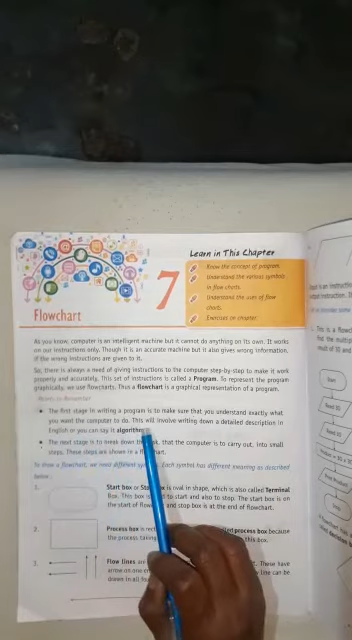 Learn in This Chapter
Know the concept of program.
Understand the various symbols
in flow charts.
Understand the uses of flow
charts.
Exercises on chapter
7
Flowchart
As you know, computer is an intelligent machine but it cannot do anything on its own. It works
on our instructions only. Though it is an accurate machine but it also gives wrong information,
if the wrong instructions are given to it.
So, there is always a need of giving instructions to the computer step-by-step to make it work
properly and accurately. This set of instructions is called a Program. To represent the program
graphically, we use flowcharts. Thus a flowchart is a graphical representation of a program.
Points to Remember
The first stage in writing a program is to make sure that you understand exactly what
you want the computer to do. This will involve writing down a detailed description in
English or you can say it algorithm.
The next stage is to break down the, that the computer is to carry out, into small
steps. These steps are shown in a
To draw a flowchart, we need different. Each symbol has different meaning as described
below:
1. Start box or box is oval in shape, which is also called Terminal
Box. This box is to start and also to stop. The start box is on
the start of and stop box is at the end of flowchart.
2. Process box is process box because
the process taking this box.
3. Flow lines are These have
arrow on one line can be
drawn in all
Start